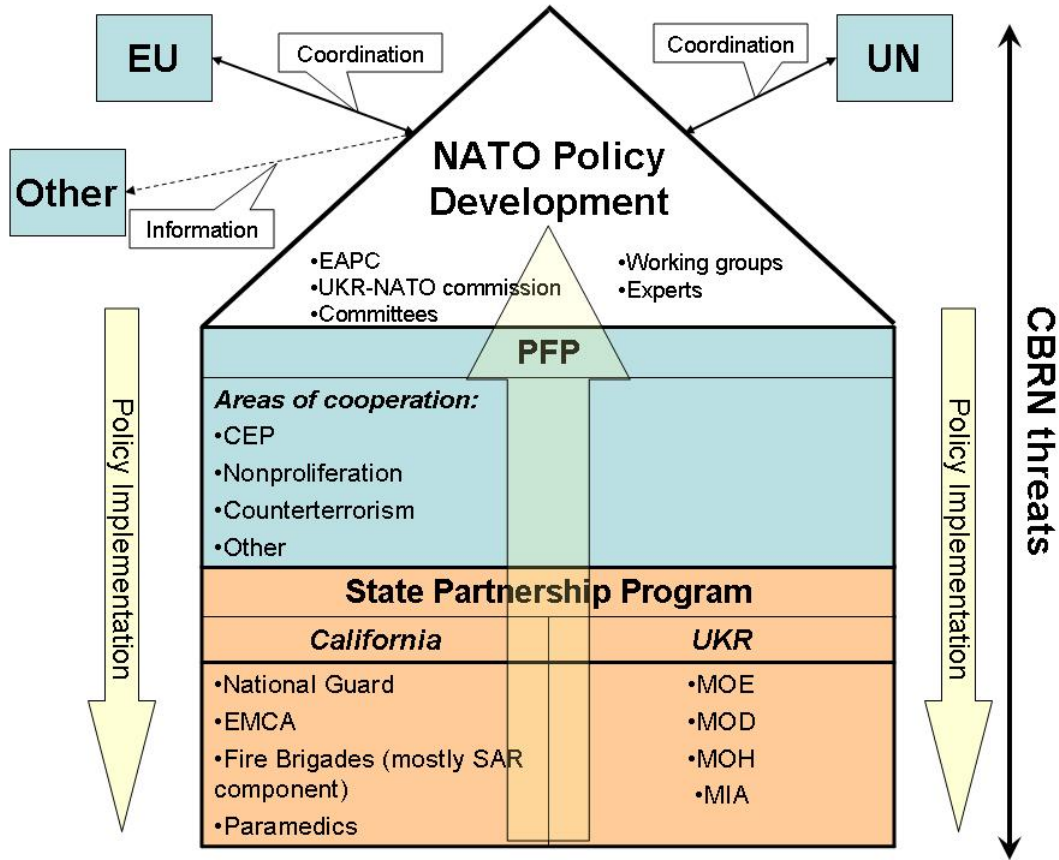 EU
Coordination
Coordination
UN
Other
Information
NATO Policy
Development
•EAPC
•UKR-NATO commission
•Committees
•Working groups
•Experts
PFP
Areas of cooperation:
•CEP
•Nonproliferation
•Counterterrorism
•Other
State Partnership Program
California
UKR
•National Guard
•EMCA
•Fire Brigades (mostly SAR
component)
•Paramedics
•MOE
•MOD
•MOH
•MIA
Policy Implementation
Policy Implementation
CBRN threats